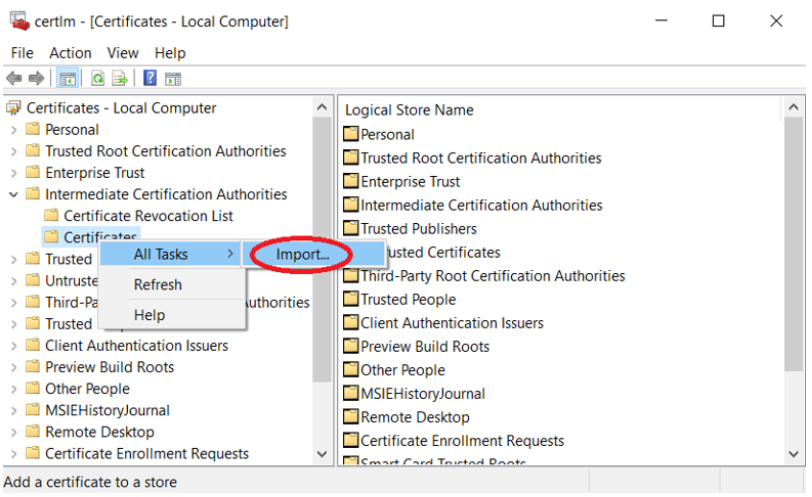 certlm - [Certificates - Local Computer]
File Action View Help
Certificates - Local Computer
Personal
Trusted Root Certification Authorities
Enterprise Trust
Intermediate Certification Authorities
Certificate Revocation List
Certificates
Trusted
Third-Pa
uthorities
Trusted
Client Authentication Issuers
Preview Build Roots
Other People
MSIEHistoryJournal
Remote Desktop
Certificate Enrollment Requests
All Tasks
Refresh
Help
Import...
Logical Store Name
Personal
Trusted Root Certification Authorities
Enterprise Trust
Intermediate Certification Authorities
Trusted Publishers
usted Certificates
Third-Party Root Certification Authorities
Trusted People
Client Authentication Issuers
Preview Build Roots
Other People
MSIEHistoryJournal
Remote Desktop
Certificate Enrollment Requests
Smart Card Trusted Roots
Add a certificate to a store